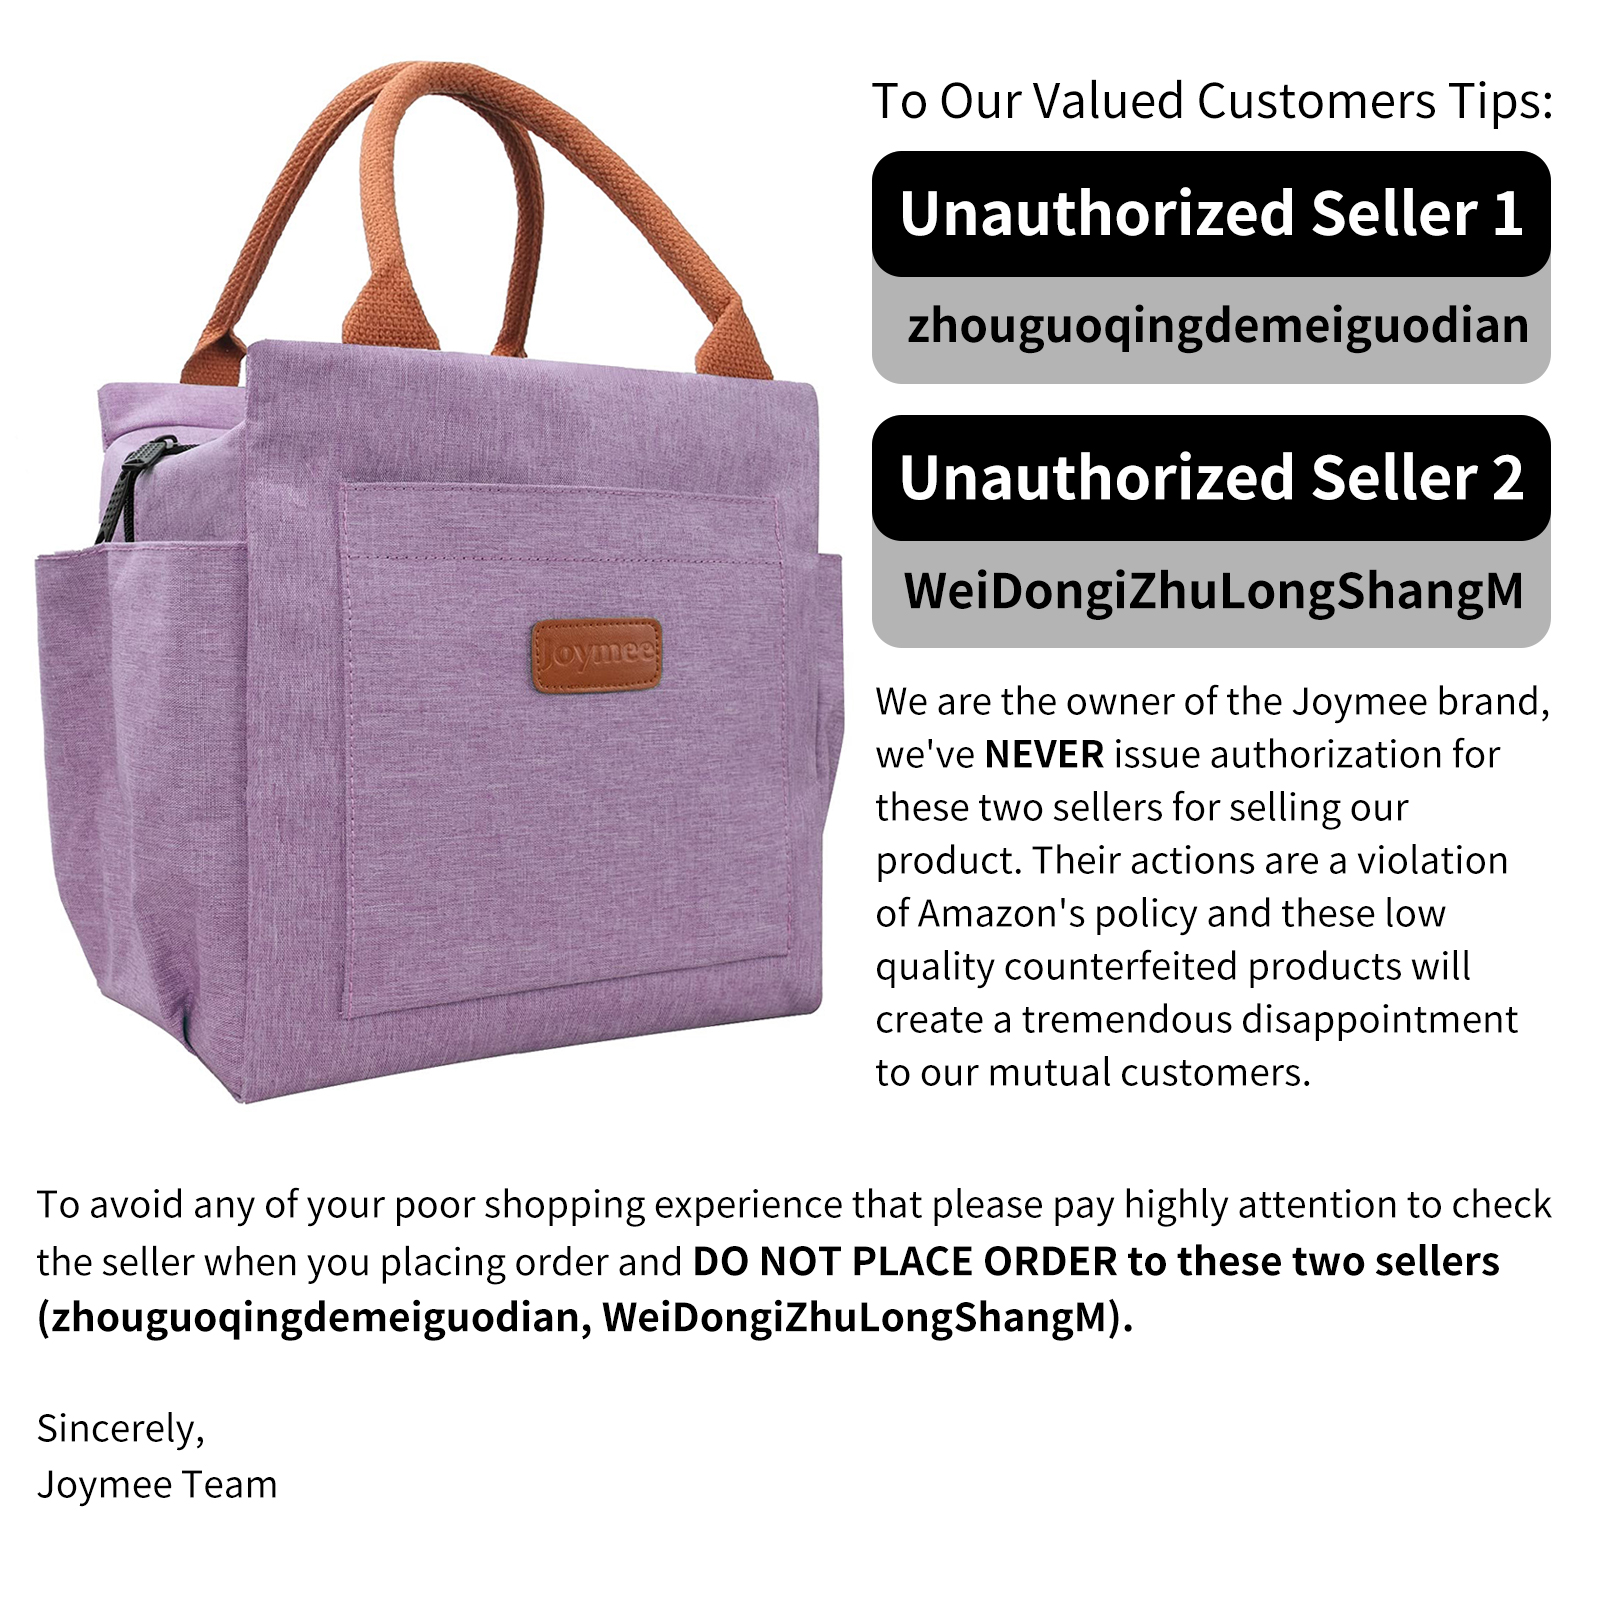 To Our Valued Customers Tips:
Unauthorized Seller 1
zhouguoqingdemeiguodian
Unauthorized Seller 2
WeiDongiZhuLongShangM
Joymee
We are the owner of the Joymee brand,
we've NEVER issue authorization for
these two sellers for selling our
product. Their actions are a violation
of Amazon's policy and these low
quality counterfeited products will
create a tremendous disappointment
to our mutual customers.
To avoid any of your poor shopping experience that please pay highly attention to check
the seller when you placing order and DO NOT PLACE ORDER to these two sellers
(zhouguoqingdemeiguodian, WeiDongiZhuLongShangM).
Sincerely,
Joymee Team